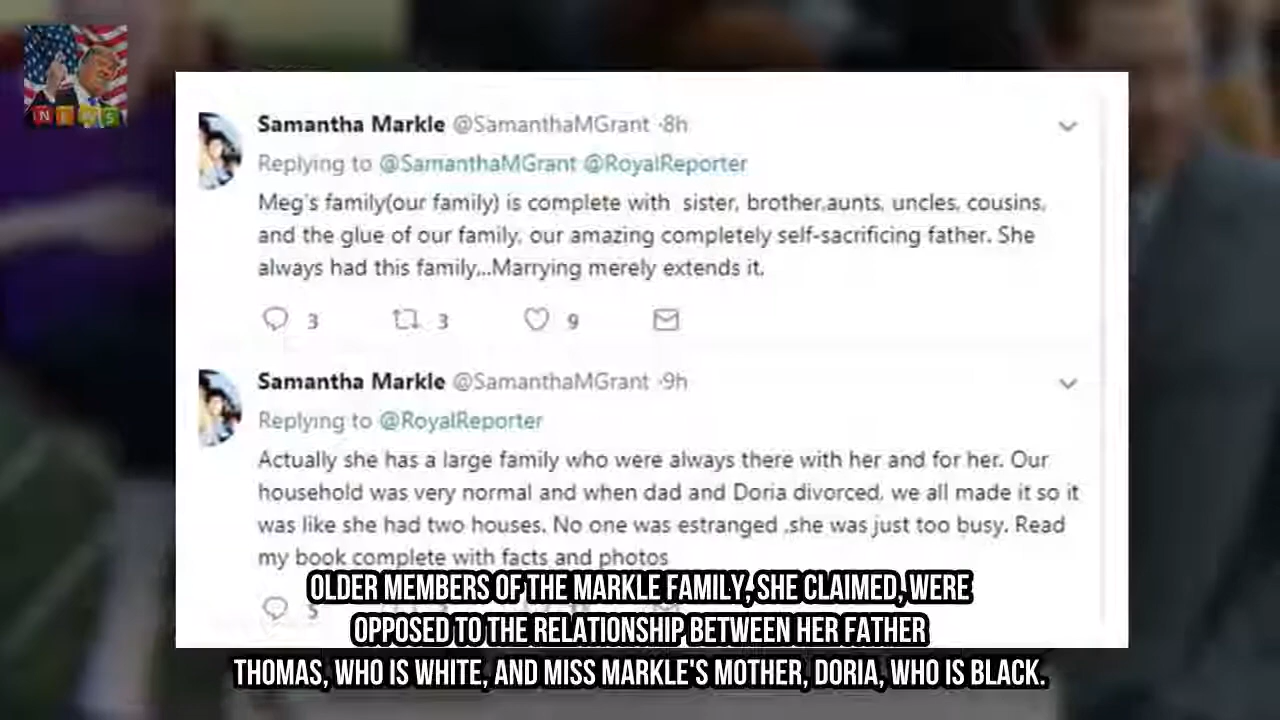 NEWS
Samantha Markle @SamanthaMGrant ·8h
Replying to @SamanthaMGrant @RoyalReporter
Meg's family(our family) is complete with sister, brother,aunts, uncles, cousins,
and the glue of our family, our amazing completely self-sacrificing father. She
always had this family...Marrying merely extends it.
3 3 9
Samantha Markle @SamanthaMGrant ·9h
Replying to @RoyalReporter
Actually she has a large family who were always there with her and for her. Our
household was very normal and when dad and Doria divorced, we all made it so it
was like she had two houses. No one was estranged ,she was just too busy. Read
my book complete with facts and photos
5
OLDER MEMBERS OF THE MARKLE FAMILY, SHE CLAIMED, WERE
OPPOSED TO THE RELATIONSHIP BETWEEN HER FATHER
THOMAS, WHO IS WHITE, AND MISS MARKLE'S MOTHER, DORIA, WHO IS BLACK.